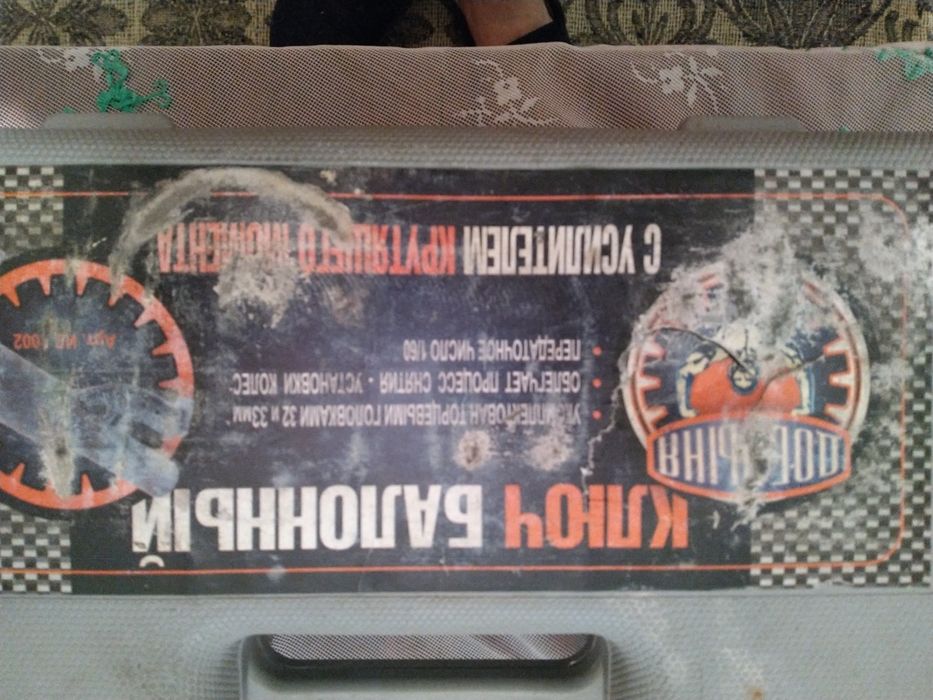 КЛЮЧ БАЛОННЫЙ
• УКОМПЛЕКТОВАН ТОРЦЕВЫМИ ГОЛОВКАМИ 32 и 33мм
• ОБЛЕГЧАЕТ ПРОЦЕСС СНЯТИЯ - УСТАНОВКИ КОЛЕС
• ПЕРЕДАТОЧНОЕ ЧИСЛО 1/60
С УСИЛИТЕЛЕМ КРУТЯЩЕГО МОМЕНТА